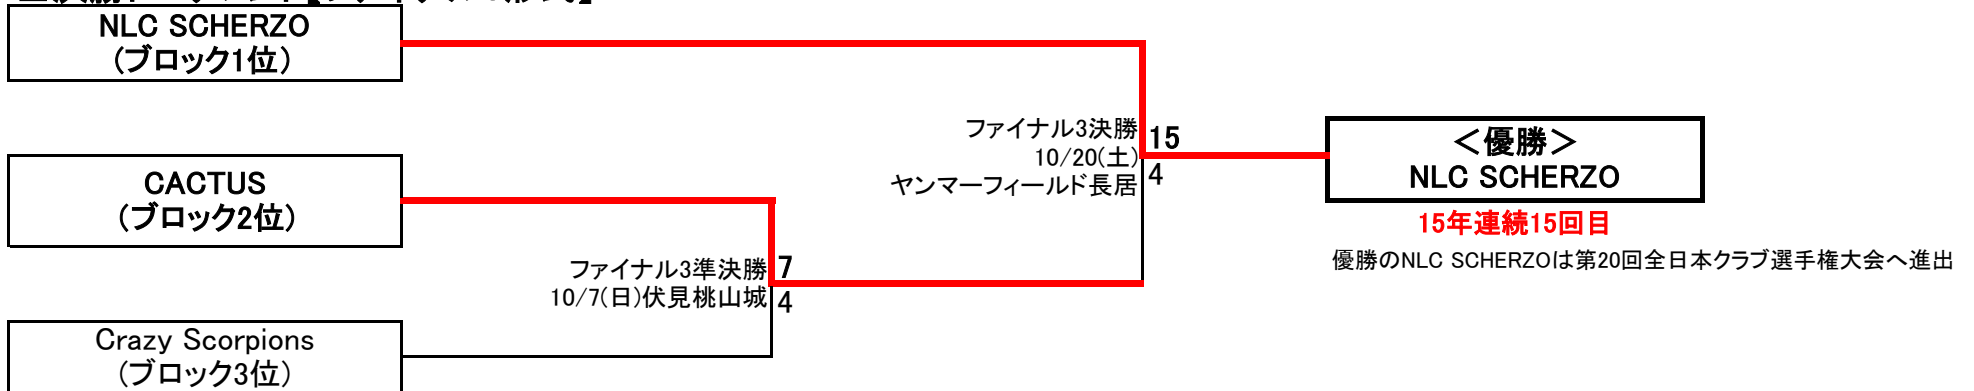 NLC SCHERZO
(ブロック1位)
ファイナル3決勝
10/20(土)
ヤンマーフィールド長居
15
4
＜優勝＞
NLC SCHERZO
15年連続15回目
優勝のNLC SCHERZOは第20回全日本クラブ選手権大会へ進出
CACTUS
(ブロック2位)
ファイナル3準決勝
10/7(日)伏見桃山城
7
4
Crazy Scorpions
(ブロック3位)